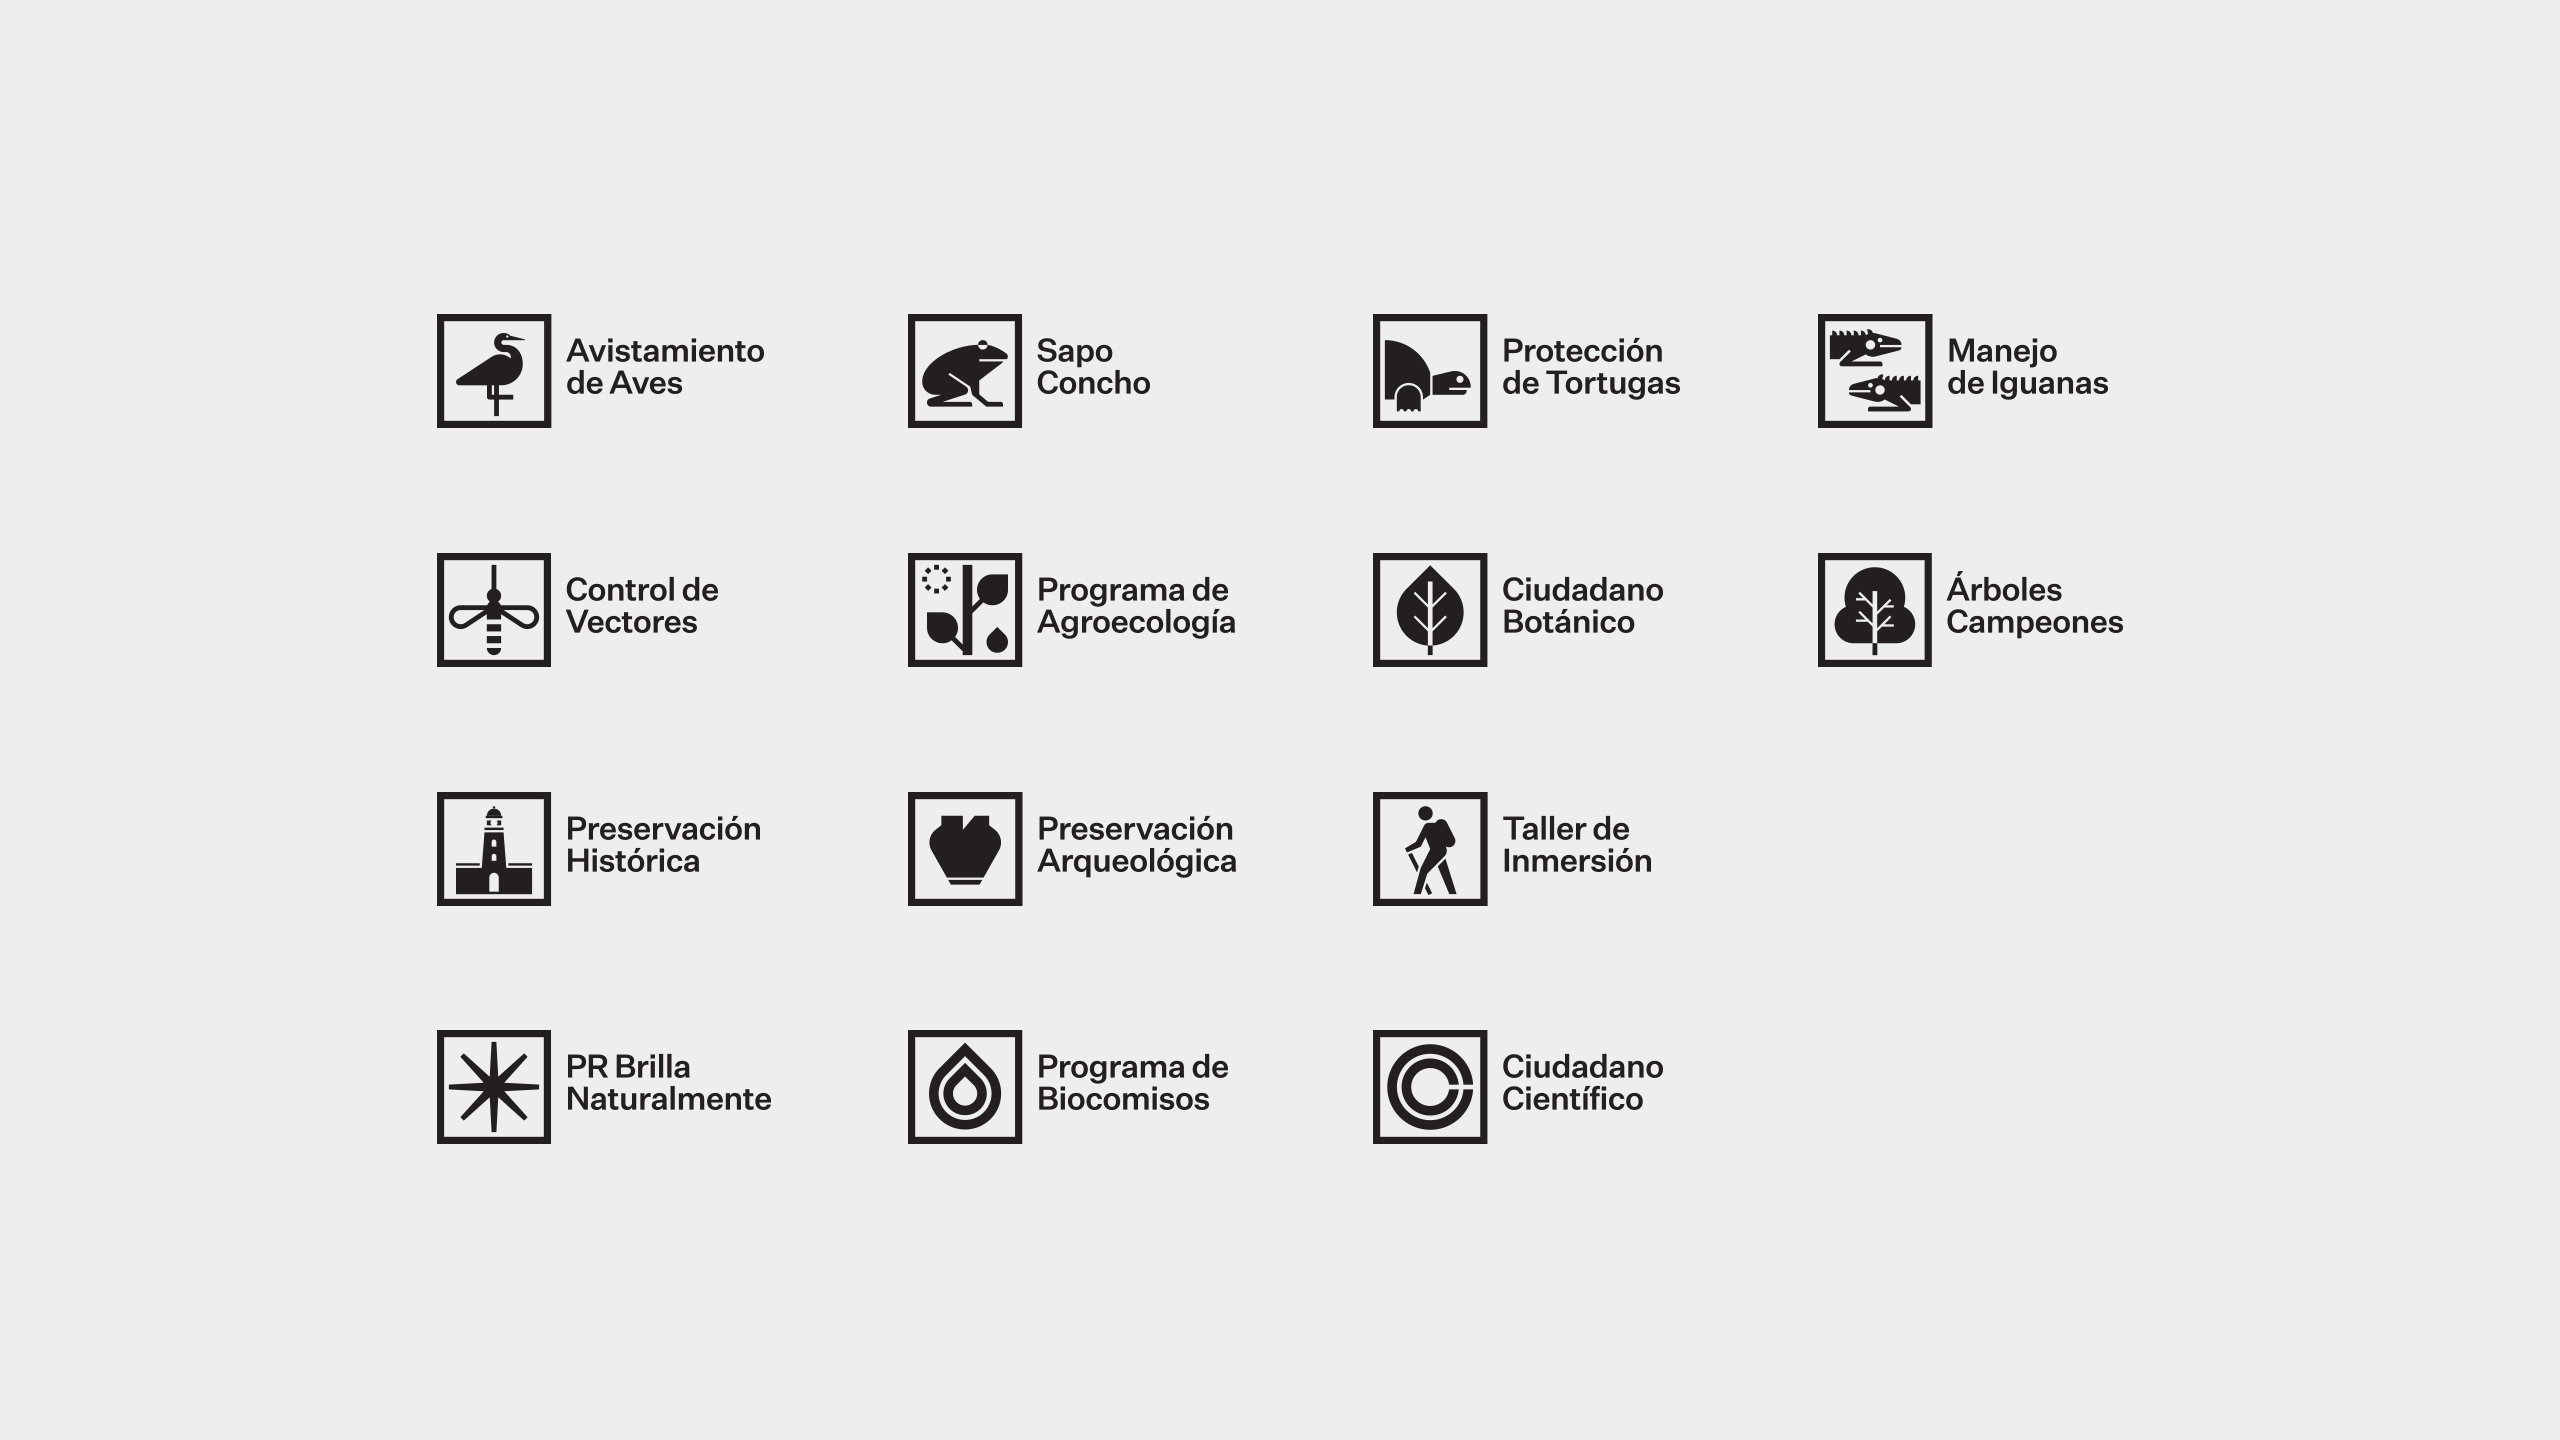 Avistamiento
de Aves
Sapo
Concho
Protección
de Tortugas
Manejo
de Iguanas
Control de
Vectores
Programa de
Agroecología
Ciudadano
Botánico
Árboles
Campeones
Preservación
Histórica
Preservación
Arqueológica
Taller de
Inmersión
PR Brilla
Naturalmente
Programa de
Biocomisos
Ciudadano
Científico